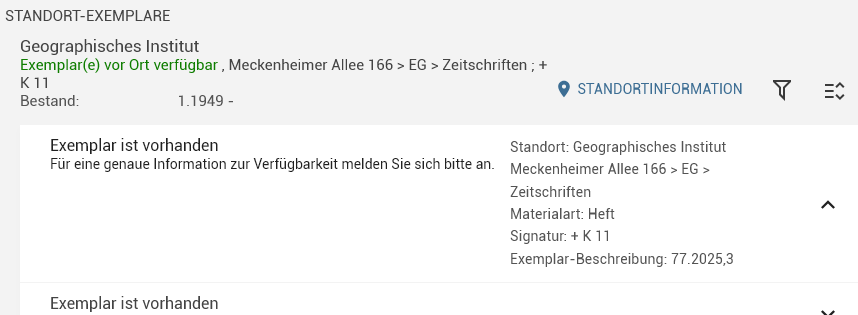 STANDORT-EXEMPLARE
Geographisches Institut
Exemplar(e) vor Ort verfügbar , Meckenheimer Allee 166 > EG > Zeitschriften ; +
K 11
STANDORTINFORMATION
Bestand: 1.1949 -
Exemplar ist vorhanden
Für eine genaue Information zur Verfügbarkeit melden Sie sich bitte an.
Standort: Geographisches Institut
Meckenheimer Allee 166 > EG >
Zeitschriften
Materialart: Heft
Signatur: + K 11
Exemplar-Beschreibung: 77.2025,3
Exemplar ist vorhanden